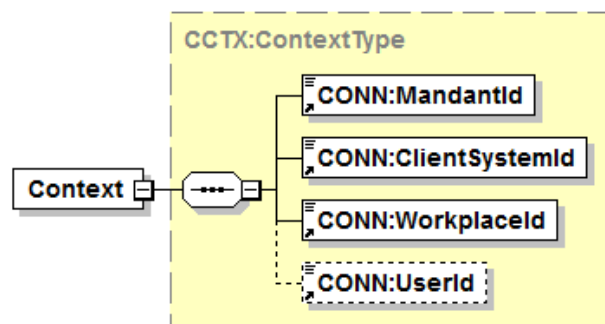 CCTX:ContextType
CONN:MandantId
CONN:ClientSystemId
Context
CONN:WorkplaceId
CONN:UserId